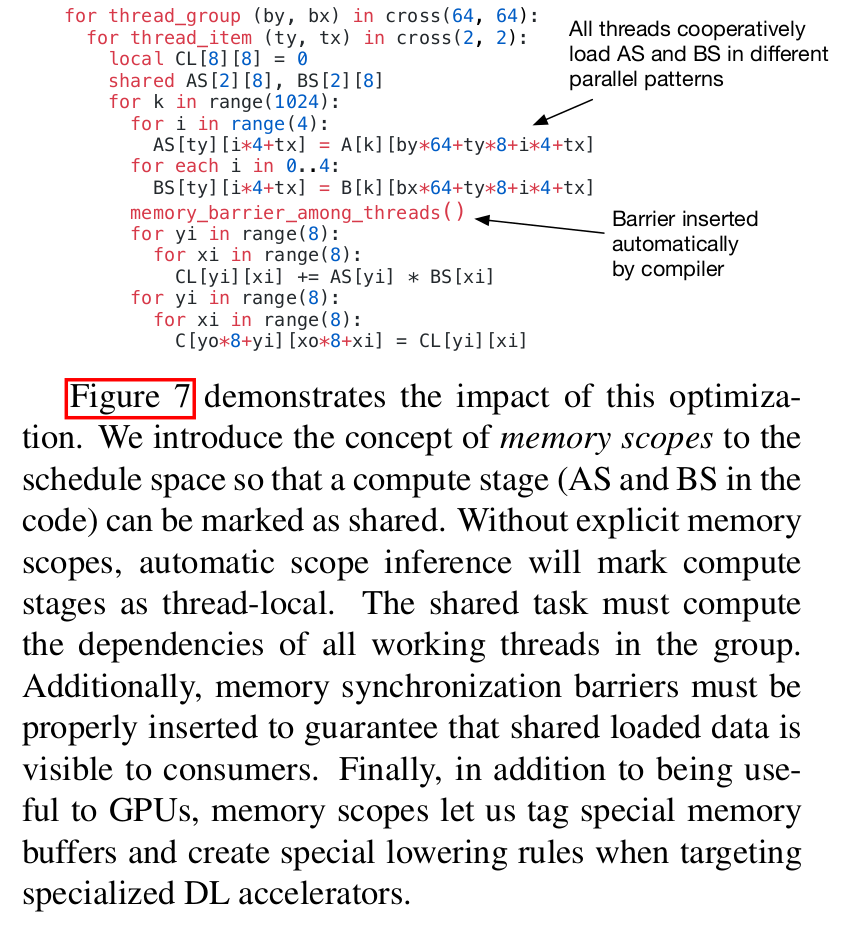 for thread_group (by, bx) in cross(64, 64):
for thread_item (ty, tx) in cross(2, 2):
local CL[8][8] = 0
shared AS[2][8], BS[2][8]
for k in range(1024):
for i in range(4):
AS[ty][i*4+tx] = A[k][by*64+ty*8+i*4+tx]
for each i in 0..4:
BS[ty][i*4+tx] = B[k][bx*64+ty*8+i*4+tx]
memory_barrier_among_threads()
for yi in range(8):
for xi in range(8):
CL[yi][xi] += AS[yi] * BS[xi]
for yi in range(8):
for xi in range(8):
C[yo*8+yi][xo*8+xi] = CL[yi][xi]
All threads cooperatively
load AS and BS in different
parallel patterns
Barrier inserted
automatically
by compiler
Figure 7 demonstrates the impact of this optimiza-
tion. We introduce the concept of memory scopes to the
schedule space so that a compute stage (AS and BS in the
code) can be marked as shared. Without explicit memory
scopes, automatic scope inference will mark compute
stages as thread-local. The shared task must compute
the dependencies of all working threads in the group.
Additionally, memory synchronization barriers must be
properly inserted to guarantee that shared loaded data is
visible to consumers. Finally, in addition to being use-
ful to GPUs, memory scopes let us tag special memory
buffers and create special lowering rules when targeting
specialized DL accelerators.